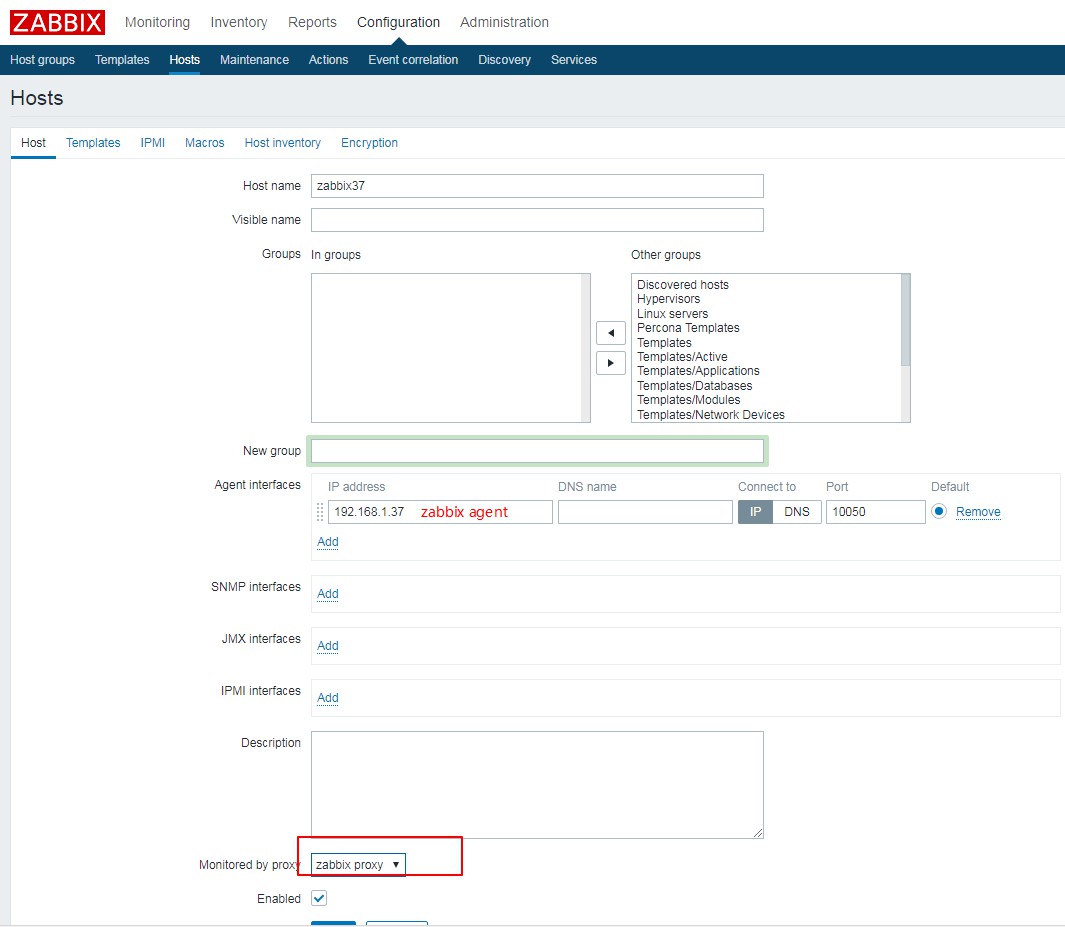 ZABBIX Monitoring Inventory Reports Configuration Administration
Host groups Templates Hosts Maintenance Actions Event correlation Discovery Services
Hosts
Host Templates IPMI Macros Host inventory Encryption
Host name zabbix37
Visible name
Groups In groups Other groups
Discovered hosts
Hypervisors
Linux servers
Percona Templates
Templates
Templates/Active
Templates/Applications
Templates/Databases
Templates/Modules
Templates/Network Devices
New group
Agent interfaces IP address DNS name Connect to Port Default
192.168.1.37 zabbix agent IP DNS 10050 Remove
Add
SNMP interfaces Add
JMX interfaces Add
IPMI interfaces Add
Description
Monitored by proxy zabbix proxy
Enabled